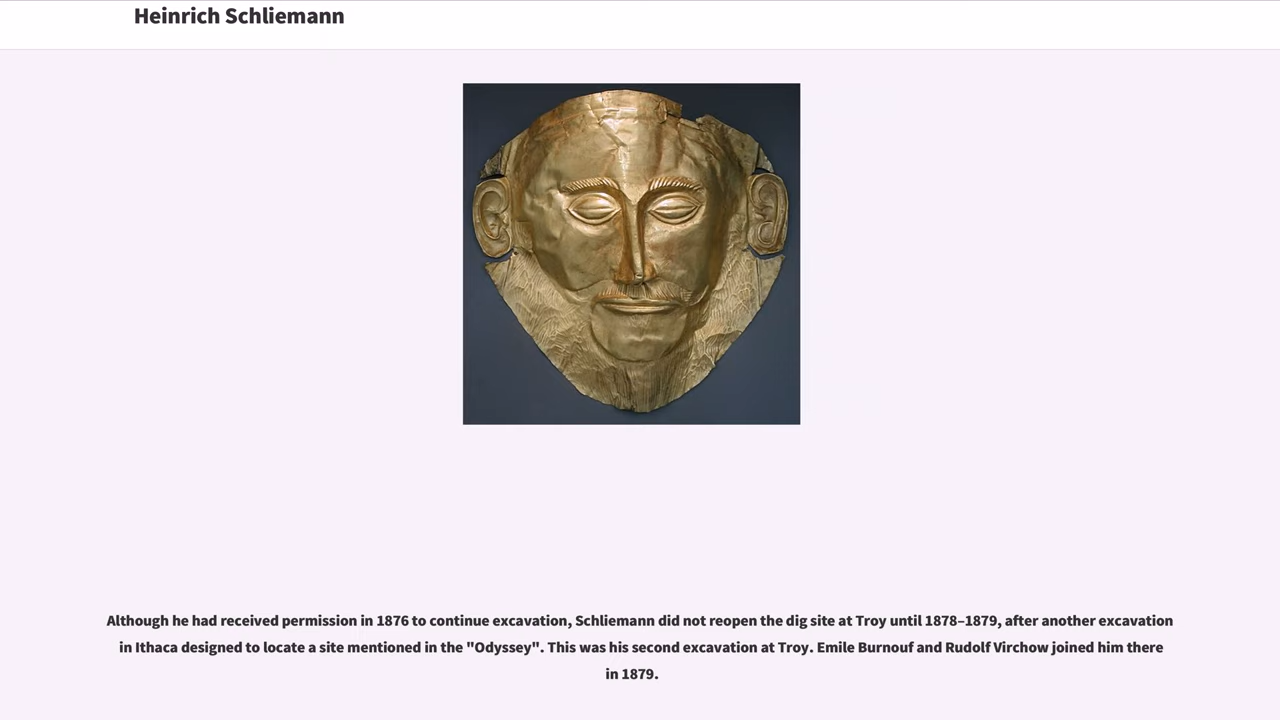 Heinrich Schliemann
Although he had received permission in 1876 to continue excavation, Schliemann did not reopen the dig site at Troy until 1878–1879, after another excavation
in Ithaca designed to locate a site mentioned in the "Odyssey". This was his second excavation at Troy. Emile Burnouf and Rudolf Virchow joined him there
in 1879.